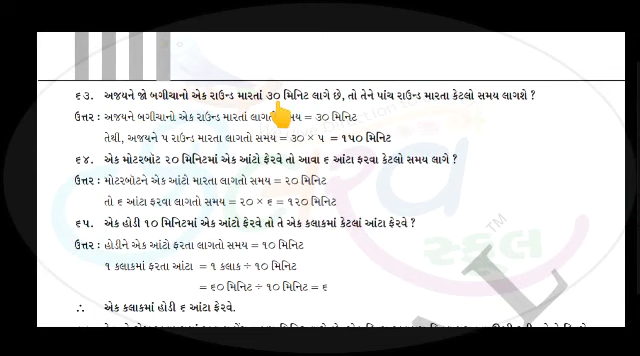 ૬૩. અજયને જો બગીચાનો એક રાઉન્ડ મારતાં ૩૦ મિનિટ લાગે છે, તો તેને પાંચ રાઉન્ડ મારતા કેટલો સમય લાગશે ?
ઉત્તર : અજયને બગીચાનો એક રાઉન્ડ મારતાં લાગતો સમય = ૩૦ મિનિટ
તેથી, અજયને ૫ રાઉન્ડ મારતા લાગતો સમય = ૩૦ × ૫ = ૧૫૦ મિનિટ
૬૪. એક મોટરબૉટ ૨૦ મિનિટમાં એક આંટો ફેરવે તો આવા ૬ આંટા ફરવા કેટલો સમય લાગે ?
ઉત્તર : મોટરબૉટને એક આંટો મારતા લાગતો સમય = ૨૦ મિનિટ
તો ૬ આંટા ફરવા લાગતો સમય = ૨૦ × ૬ = ૧૨૦ મિનિટ
૬૫. એક હોડી ૧૦ મિનિટમાં એક આંટો ફેરવે તો તે એક કલાકમાં કેટલાં આંટા ફેરવે ?
ઉત્તર : હોડીને એક આંટો ફરતા લાગતો સમય = ૧૦ મિનિટ
૧ કલાકમાં ફરતા આંટા = ૧ કલાક ÷ ૧૦ મિનિટ
= ૬૦ મિનિટ ÷ ૧૦ મિનિટ = ૬
∴ એક કલાકમાં હોડી ૬ આંટા ફેરવે.